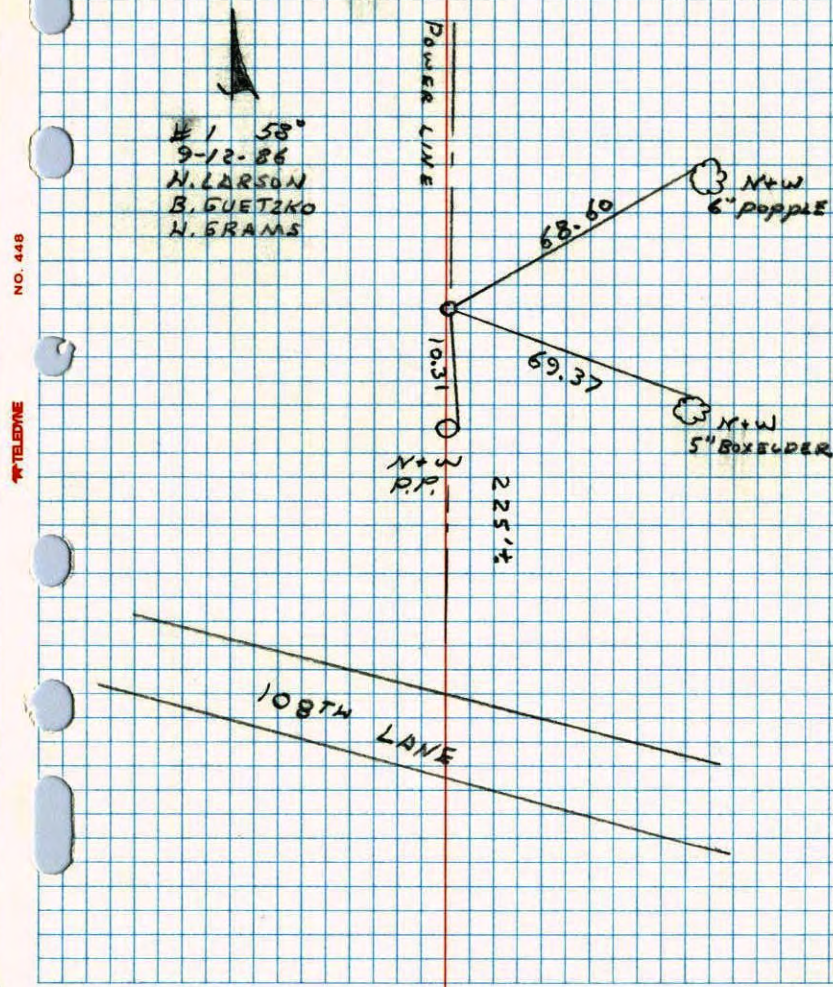 POWER LINE
# 1 58°
9-12-86
W. LARSON
B. GUETZKO
W. GRAMS
NO. 448
TELEDYNE
N+W
6" POPPLE
68.60
69.37
10.31
N+W
5" BOXELDER
N+W
P.P.
225'±
108TH LANE